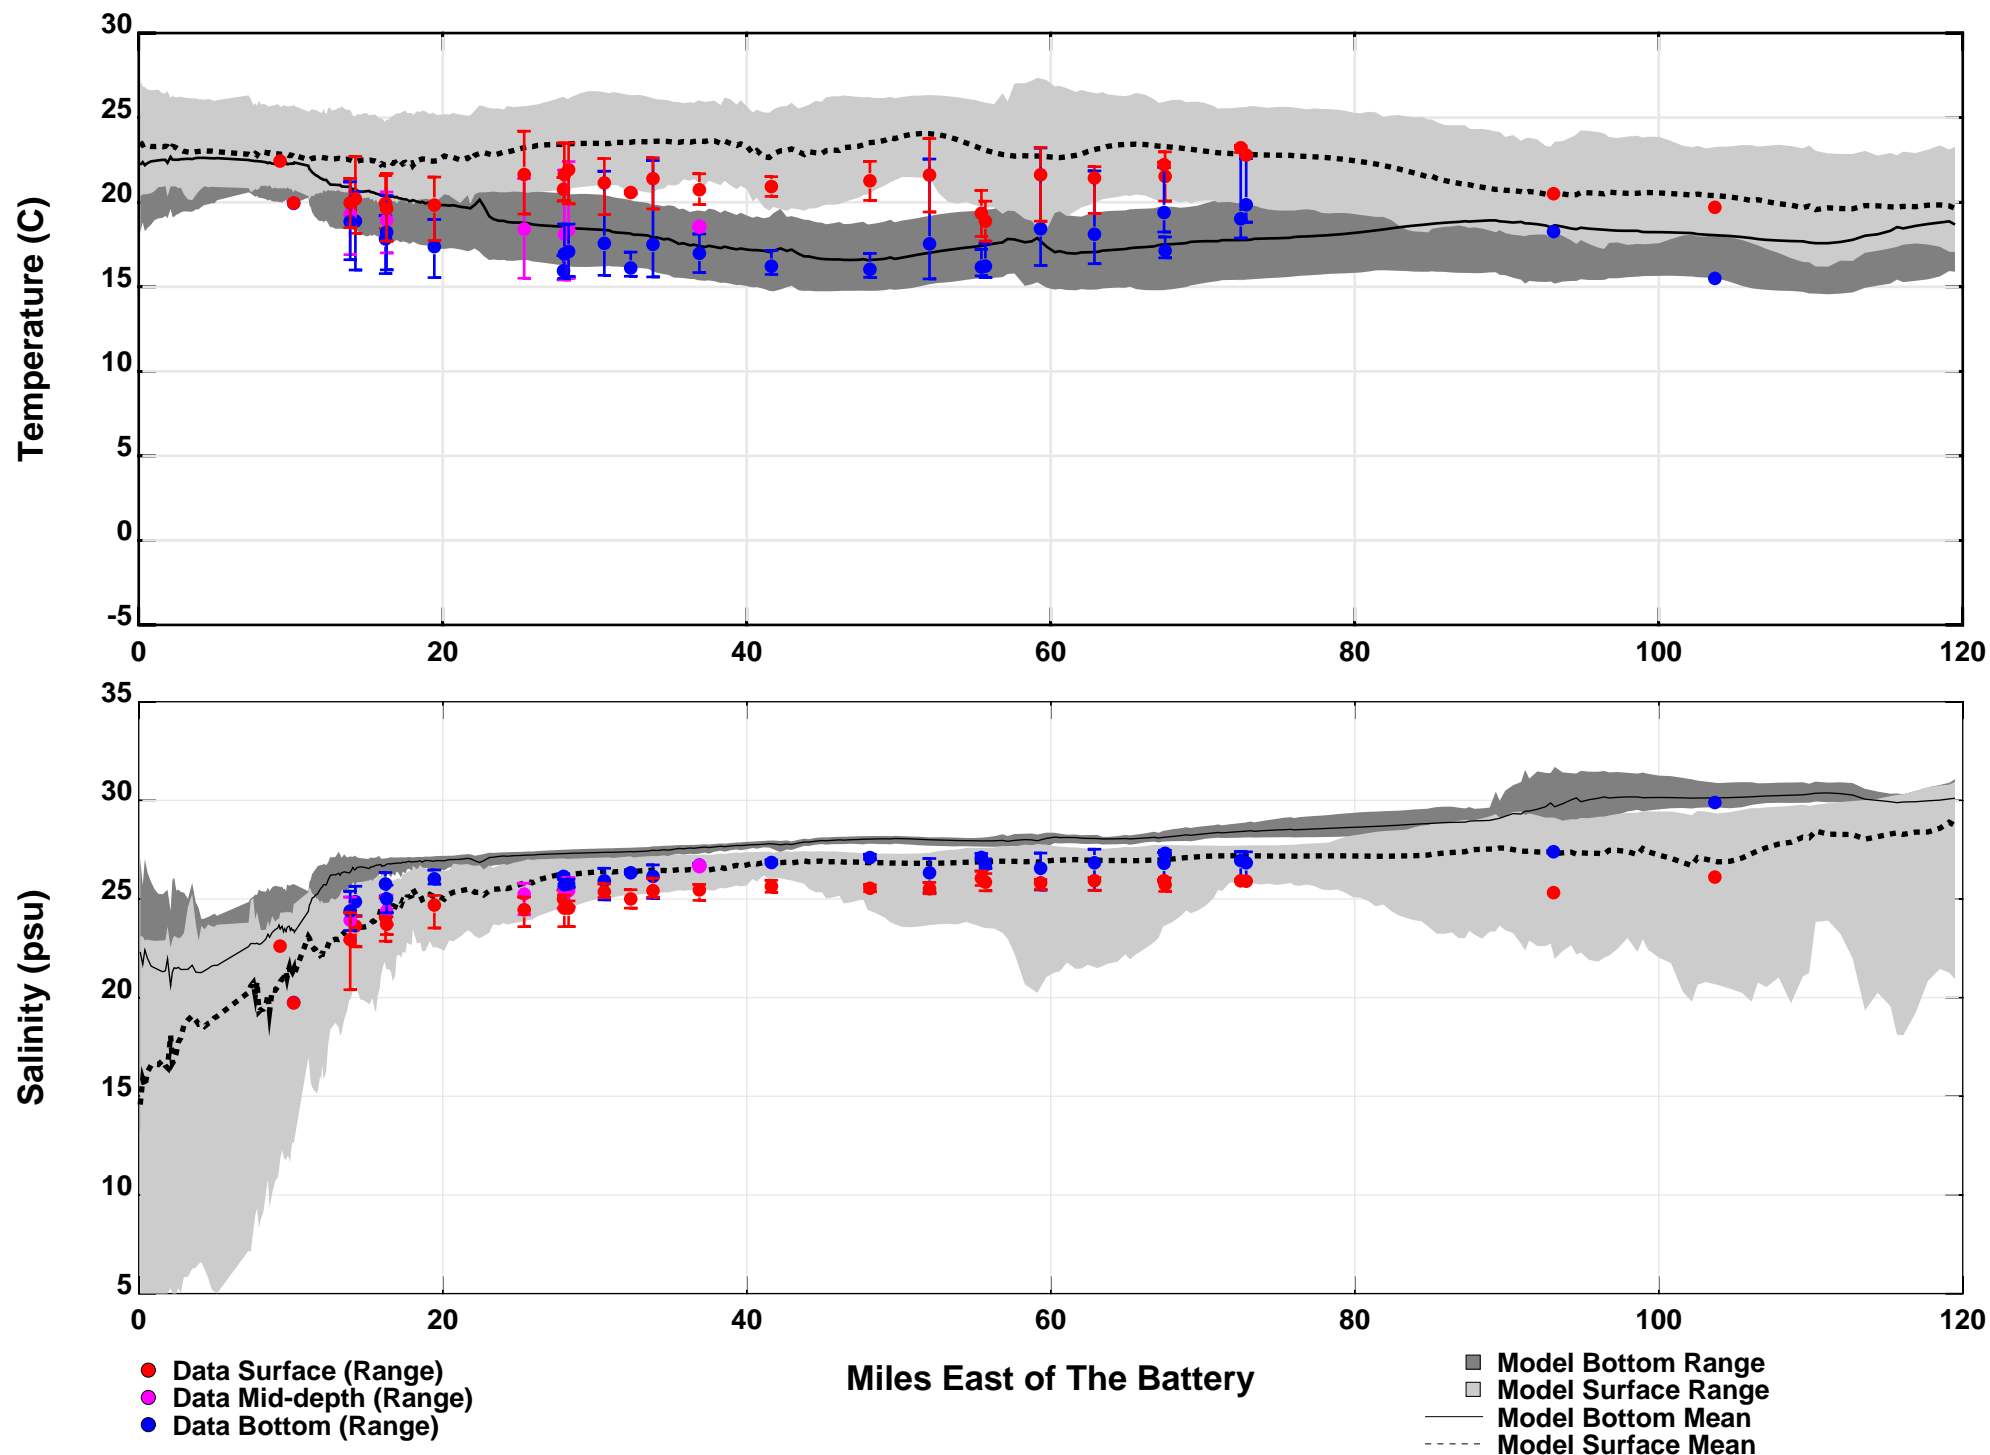 30
25
20
15
10
5
0
-5
Temperature (C)
0 20 40 60 80 100 120
35
30
25
20
15
10
5
Salinity (psu)
0 20 40 60 80 100 120
Miles East of The Battery
Data Surface (Range)
Data Mid-depth (Range)
Data Bottom (Range)
Model Bottom Range
Model Surface Range
Model Bottom Mean
Model Surface Mean